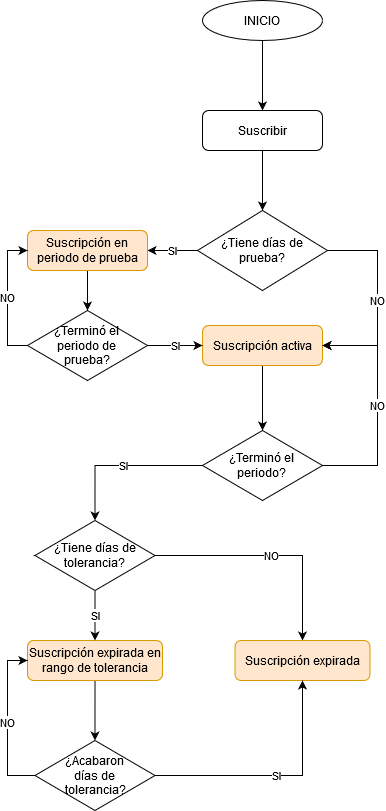 INICIO
Suscribir
¿Tiene días de
prueba?
SI
Suscripción en
periodo de prueba
NO
NO
¿Terminó el
periodo de
prueba?
SI
Suscripción activa
NO
¿Terminó el
periodo?
SI
¿Tiene días de
tolerancia?
NO
SI
Suscripción expirada en
rango de tolerancia
Suscripción expirada
NO
¿Acabaron
días de
tolerancia?
SI